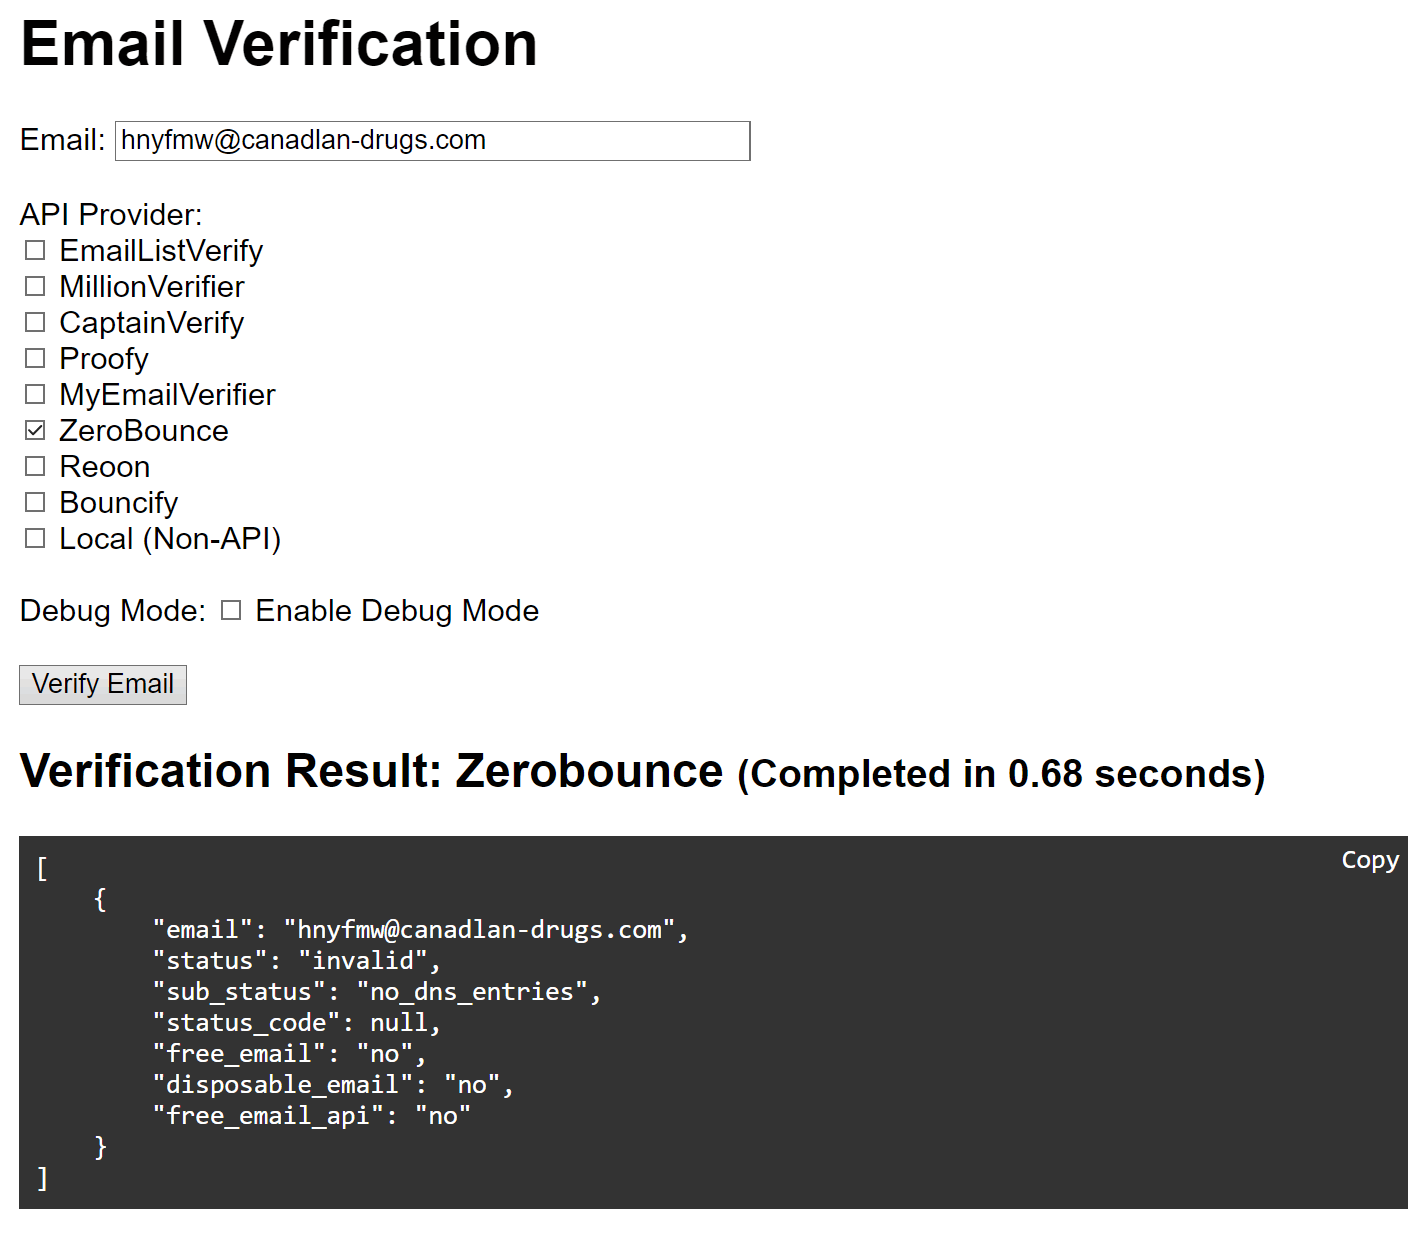 Email Verification
Email: hnyfmw@canadlan-drugs.com
API Provider:
EmailListVerify
MillionVerifier
CaptainVerify
Proofy
MyEmailVerifier
ZeroBounce
Reoon
Bouncify
Local (Non-API)
Debug Mode: Enable Debug Mode
Verify Email
Verification Result: Zerobounce (Completed in 0.68 seconds)
Copy
[
    {
        "email": "hnyfmw@canadlan-drugs.com",
        "status": "invalid",
        "sub_status": "no_dns_entries",
        "status_code": null,
        "free_email": "no",
        "disposable_email": "no",
        "free_email_api": "no"
    }
]